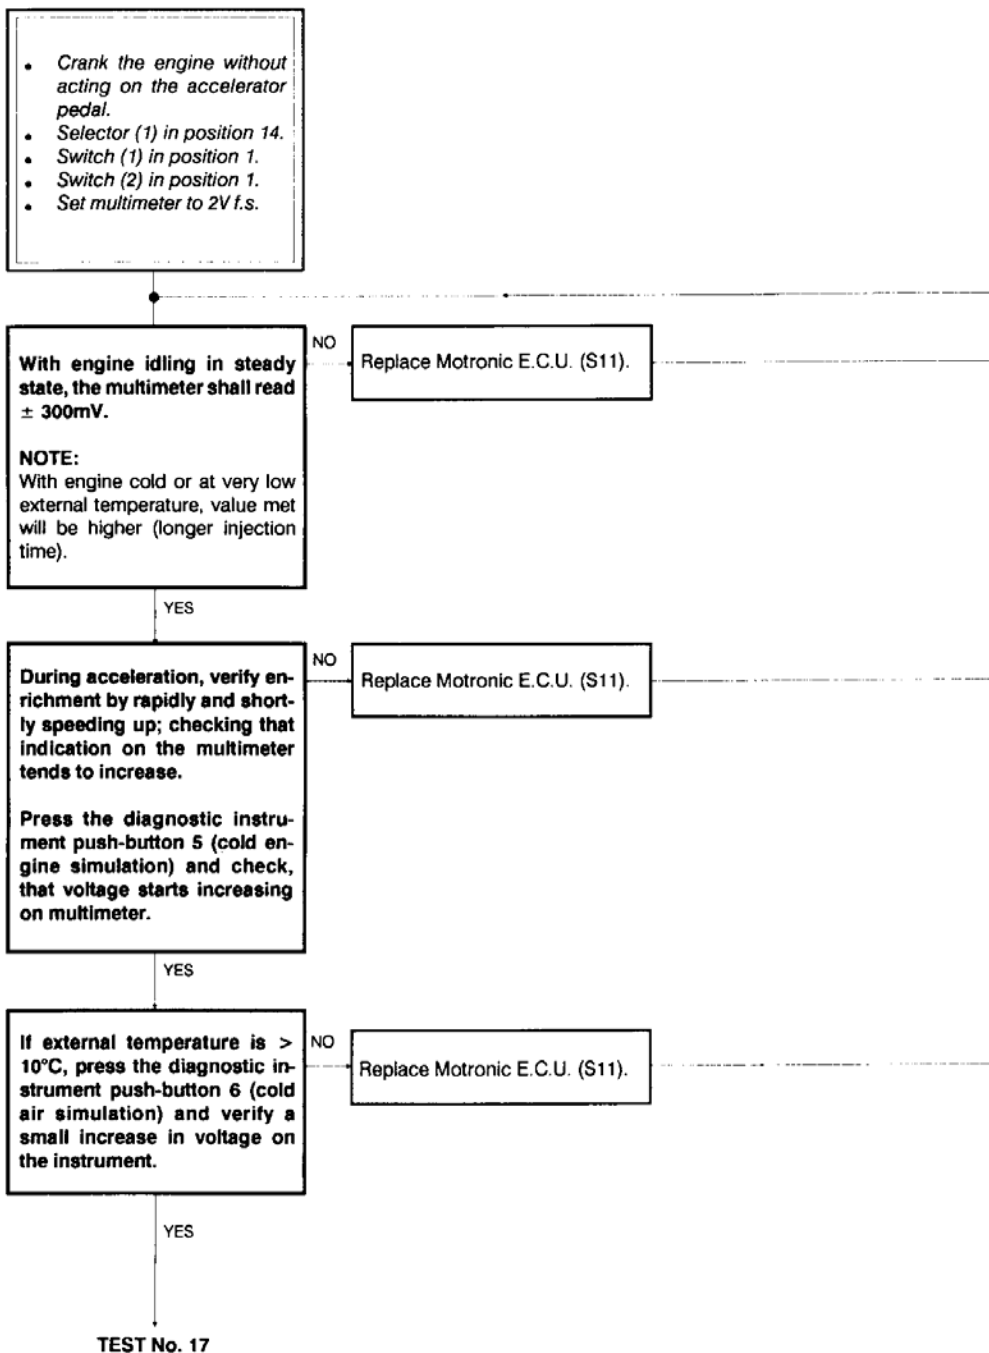 • Crank the engine without
acting on the accelerator
pedal.
• Selector (1) in position 14.
• Switch (1) in position 1.
• Switch (2) in position 1.
• Set multimeter to 2V f.s.
With engine idling in steady
state, the multimeter shall read
± 300mV.
NOTE:
With engine cold or at very low
external temperature, value met
will be higher (longer injection
time).
NO
Replace Motronic E.C.U. (S11).
YES
During acceleration, verify en-
richment by rapidly and short-
ly speeding up; checking that
indication on the multimeter
tends to increase.
Press the diagnostic instru-
ment push-button 5 (cold en-
gine simulation) and check,
that voltage starts increasing
on multimeter.
NO
Replace Motronic E.C.U. (S11).
YES
If external temperature is >
10°C, press the diagnostic in-
strument push-button 6 (cold
air simulation) and verify a
small increase in voltage on
the instrument.
NO
Replace Motronic E.C.U. (S11).
YES
TEST No. 17